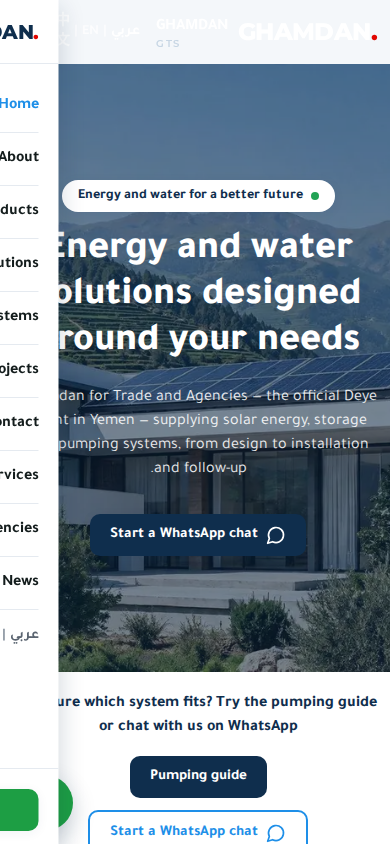 DAN.
中
文
| EN | عربي
GHAMDAN
GTS
GHAMDAN.
Home
About
ducts
utions
stems
ojects
ontact
rvices
encies
News
عربي |
Energy and water for a better future
Energy and water
olutions designed
round your needs
dan for Trade and Agencies – the official Deye
nt in Yemen – supplying solar energy, storage
pumping systems, from design to installation
.and follow-up
Start a WhatsApp chat
ure which system fits? Try the pumping guide
or chat with us on WhatsApp
Pumping guide
Start a WhatsApp chat